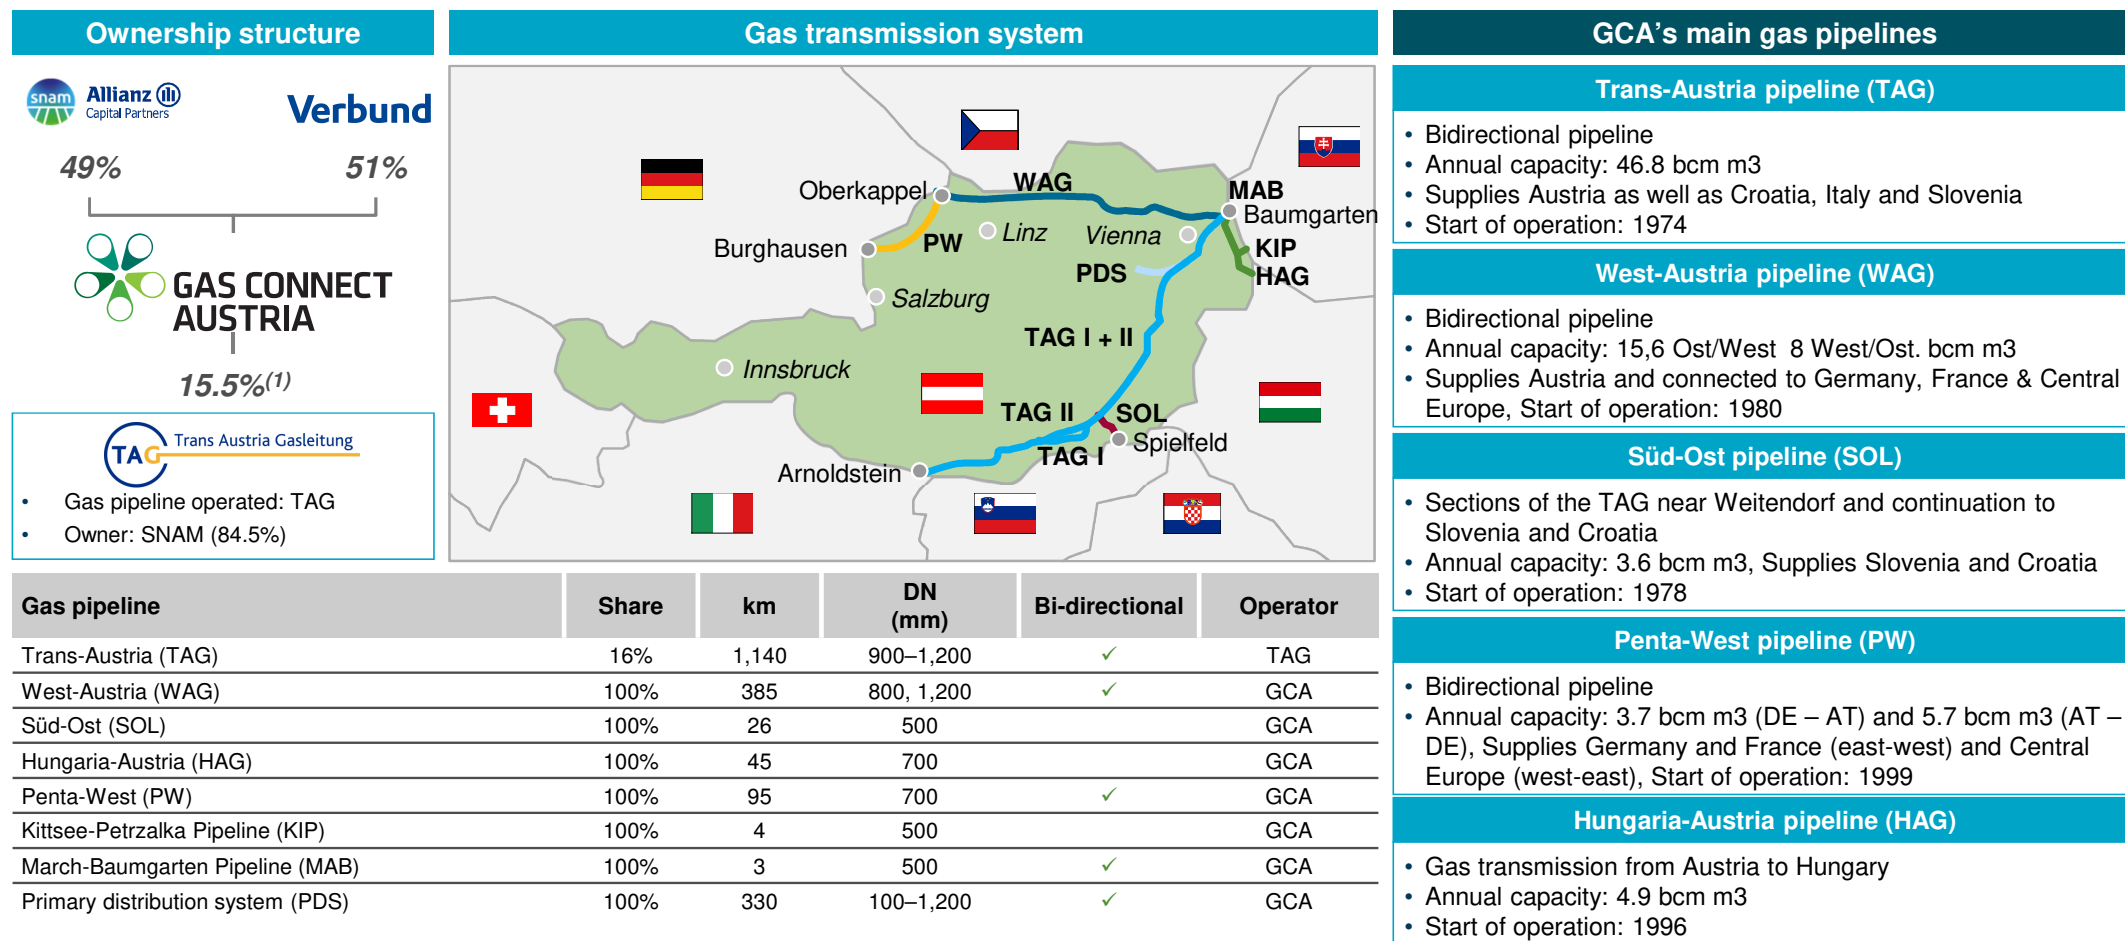 Ownership structure
snam
Allianz
Capital Partners
Verbund
49%
51%
GAS CONNECT
AUSTRIA
15.5%(1)
TAG
Trans Austria Gasleitung
• Gas pipeline operated: TAG
• Owner: SNAM (84.5%)
Gas transmission system
Oberkappel
WAG
MAB
Baumgarten
Burghausen
PW
Linz
Vienna
KIP
PDS
HAG
Salzburg
TAG I + II
Innsbruck
TAG II
SOL
Spielfeld
TAG I
Arnoldstein
Gas pipeline Share km DN (mm) Bi-directional Operator
Trans-Austria (TAG) 16% 1,140 900–1,200 ✓ TAG
West-Austria (WAG) 100% 385 800, 1,200 ✓ GCA
Süd-Ost (SOL) 100% 26 500 GCA
Hungaria-Austria (HAG) 100% 45 700 GCA
Penta-West (PW) 100% 95 700 ✓ GCA
Kittsee-Petrzalka Pipeline (KIP) 100% 4 500 GCA
March-Baumgarten Pipeline (MAB) 100% 3 500 ✓ GCA
Primary distribution system (PDS) 100% 330 100–1,200 ✓ GCA
GCA's main gas pipelines
Trans-Austria pipeline (TAG)
• Bidirectional pipeline
• Annual capacity: 46.8 bcm m3
• Supplies Austria as well as Croatia, Italy and Slovenia
• Start of operation: 1974
West-Austria pipeline (WAG)
• Bidirectional pipeline
• Annual capacity: 15,6 Ost/West 8 West/Ost. bcm m3
• Supplies Austria and connected to Germany, France & Central
Europe, Start of operation: 1980
Süd-Ost pipeline (SOL)
• Sections of the TAG near Weitendorf and continuation to
Slovenia and Croatia
• Annual capacity: 3.6 bcm m3, Supplies Slovenia and Croatia
• Start of operation: 1978
Penta-West pipeline (PW)
• Bidirectional pipeline
• Annual capacity: 3.7 bcm m3 (DE – AT) and 5.7 bcm m3 (AT –
DE), Supplies Germany and France (east-west) and Central
Europe (west-east), Start of operation: 1999
Hungaria-Austria pipeline (HAG)
• Gas transmission from Austria to Hungary
• Annual capacity: 4.9 bcm m3
• Start of operation: 1996